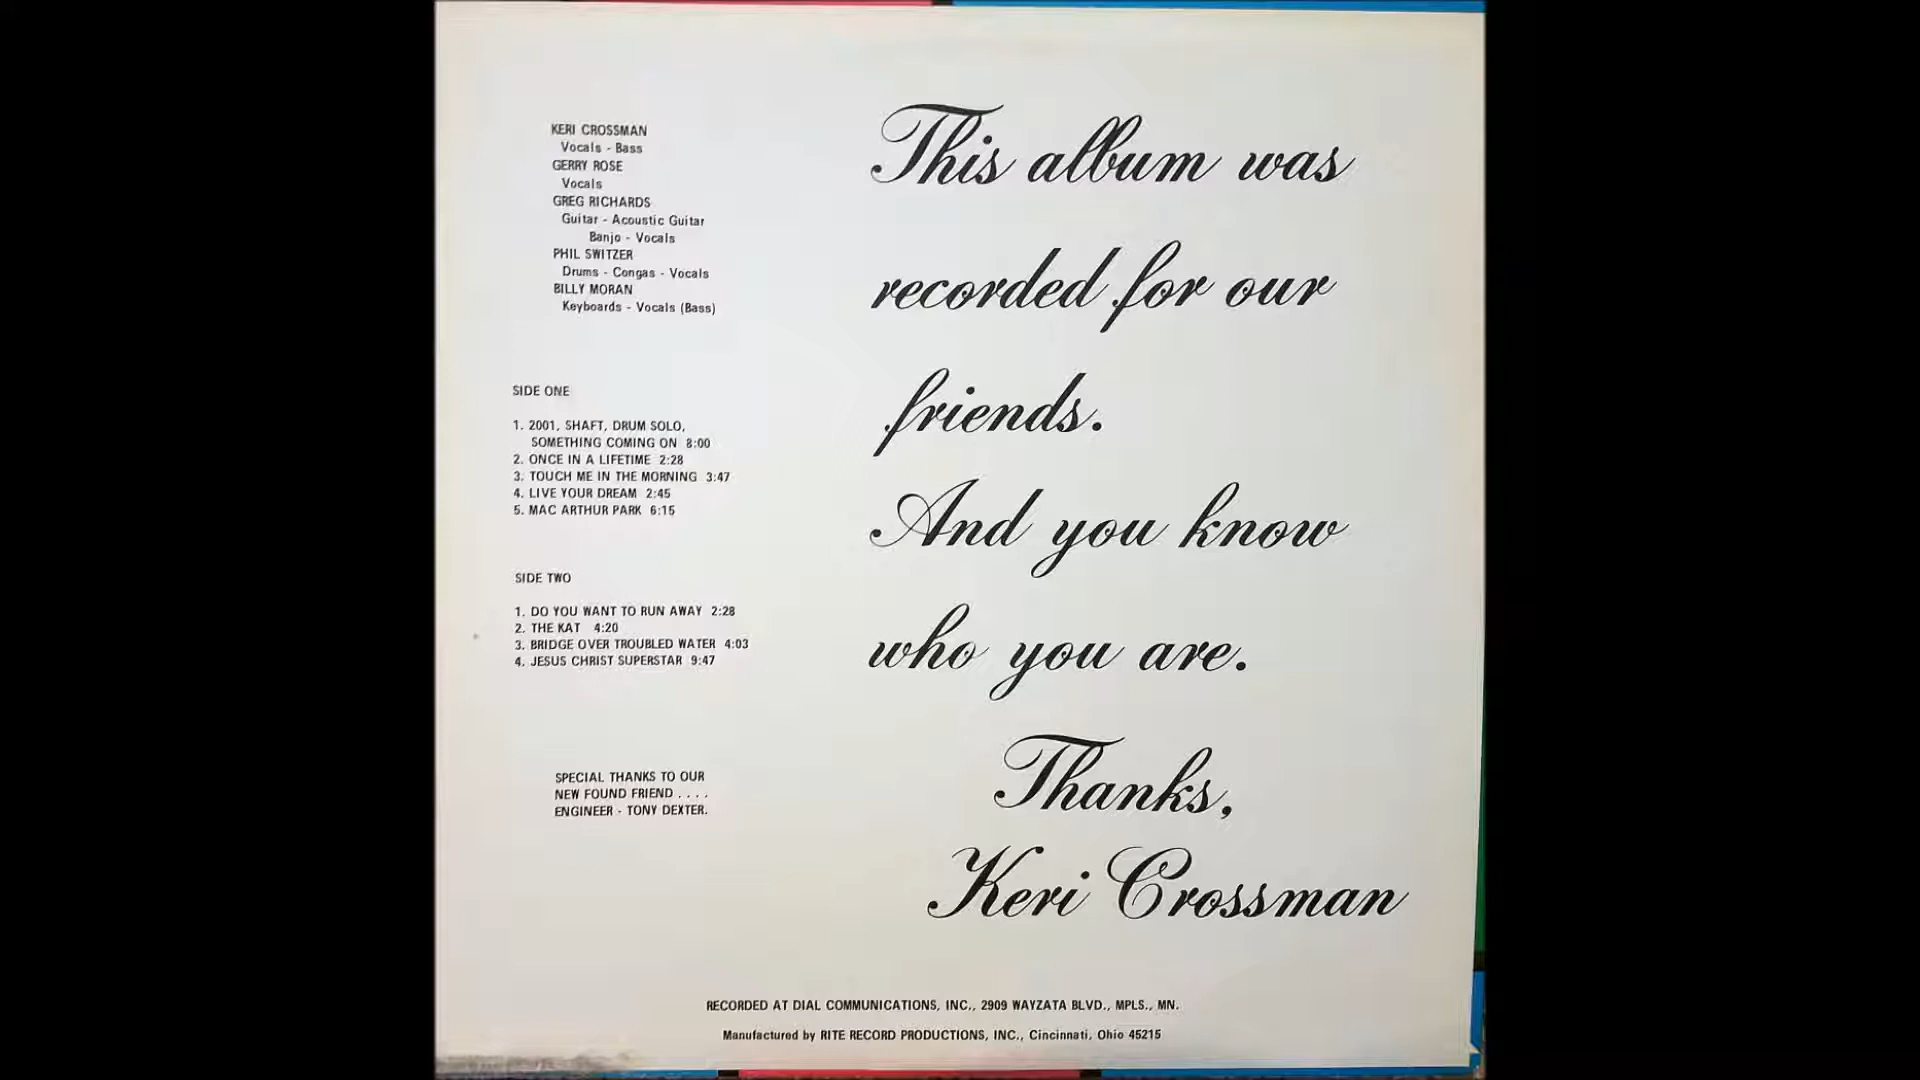 KERI CROSSMAN
Vocals - Bass
GERRY ROSE
Vocals
GREG RICHARDS
Guitar - Acoustic Guitar
Banjo - Vocals
PHIL SWITZER
Drums - Congas - Vocals
BILLY MORAN
Keyboards - Vocals (Bass)
SIDE ONE
1. 2001, SHAFT, DRUM SOLO,
SOMETHING COMING ON 8:00
2. ONCE IN A LIFETIME 2:28
3. TOUCH ME IN THE MORNING 3:47
4. LIVE YOUR DREAM 2:45
5. MAC ARTHUR PARK 6:15
SIDE TWO
1. DO YOU WANT TO RUN AWAY 2:28
2. THE KAT 4:20
3. BRIDGE OVER TROUBLED WATER 4:03
4. JESUS CHRIST SUPERSTAR 9:47
SPECIAL THANKS TO OUR
NEW FOUND FRIEND . . . .
ENGINEER - TONY DEXTER.
This album was
recorded for our
friends.
And you know
who you are.
Thanks,
Keri Crossman
RECORDED AT DIAL COMMUNICATIONS, INC., 2909 WAYZATA BLVD., MPLS., MN.
Manufactured by RITE RECORD PRODUCTIONS, INC., Cincinnati, Ohio 45215